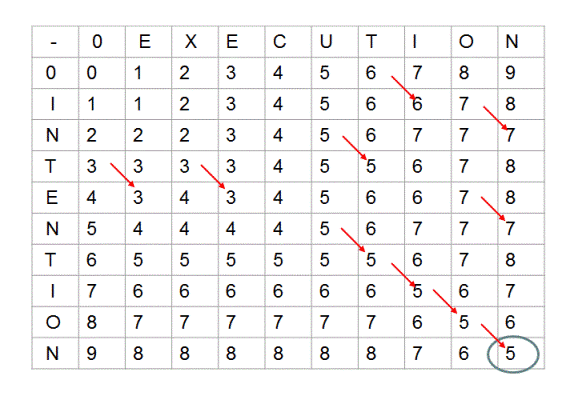 - 0 E X E C U T I O N
0 0 1 2 3 4 5 6 7 8 9
I 1 1 2 3 4 5 6 6 7 8
N 2 2 2 3 4 5 6 7 7 7
T 3 3 3 3 4 5 5 6 7 8
E 4 3 4 3 4 5 6 6 7 8
N 5 4 4 4 4 5 6 7 7 7
T 6 5 5 5 5 5 5 6 7 8
I 7 6 6 6 6 6 6 5 6 7
O 8 7 7 7 7 7 7 6 5 6
N 9 8 8 8 8 8 8 7 6 5